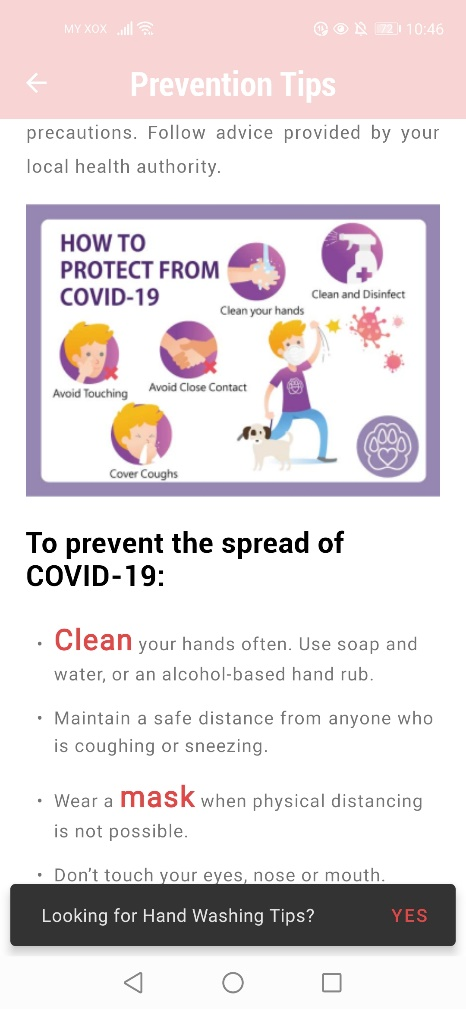 MY XOX
72
10:46
Prevention Tips
precautions. Follow advice provided by your
local health authority.
HOW TO
PROTECT FROM
COVID-19
Clean your hands
Clean and Disinfect
Avoid Touching
Avoid Close Contact
Cover Coughs
To prevent the spread of
COVID-19:
• Clean your hands often. Use soap and
water, or an alcohol-based hand rub.
• Maintain a safe distance from anyone who
is coughing or sneezing.
• Wear a mask when physical distancing
is not possible.
• Don’t touch your eyes, nose or mouth.
Looking for Hand Washing Tips? YES